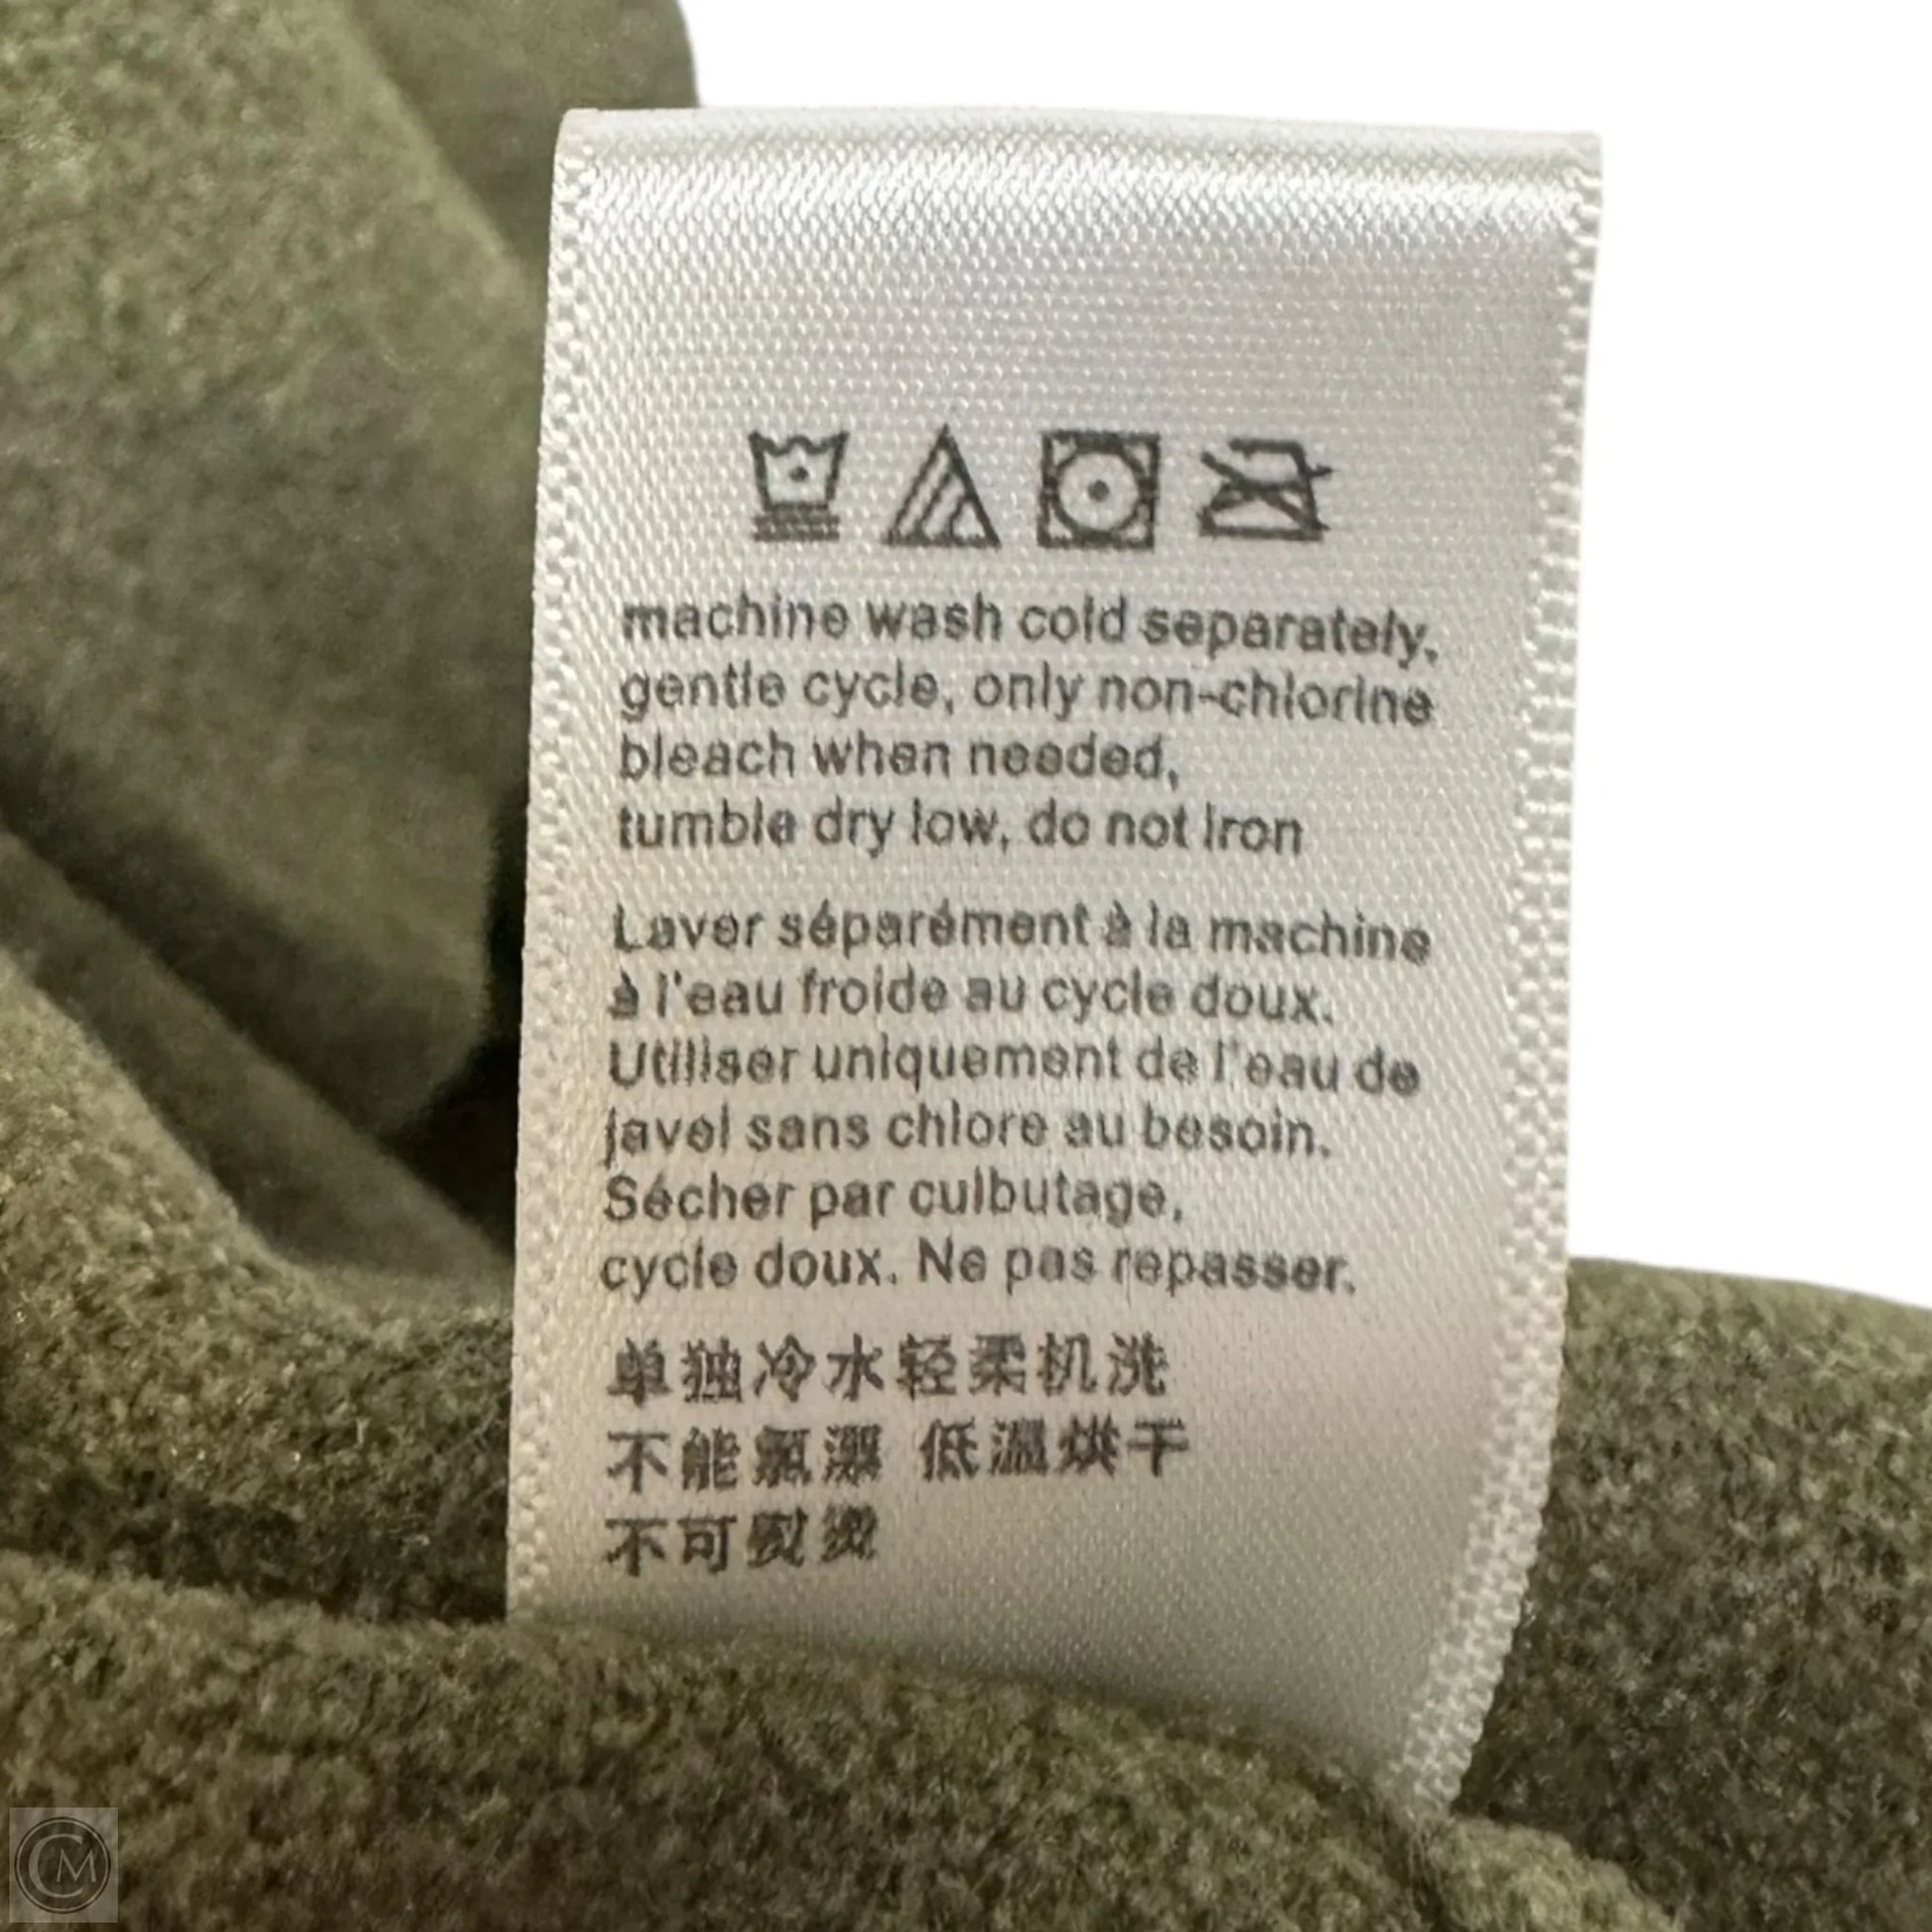 machine wash cold separately,
gentle cycle, only non-chlorine
bleach when needed,
tumble dry low, do not iron
Laver séparément à la machine
à l'eau froide au cycle doux.
Utiliser uniquement de l'eau de
javel sans chlore au besoin.
Sécher par culbutage,
cycle doux. Ne pas repasser.
单独冷水轻柔机洗
不能氯漂 低温烘干
不可熨烫
CM